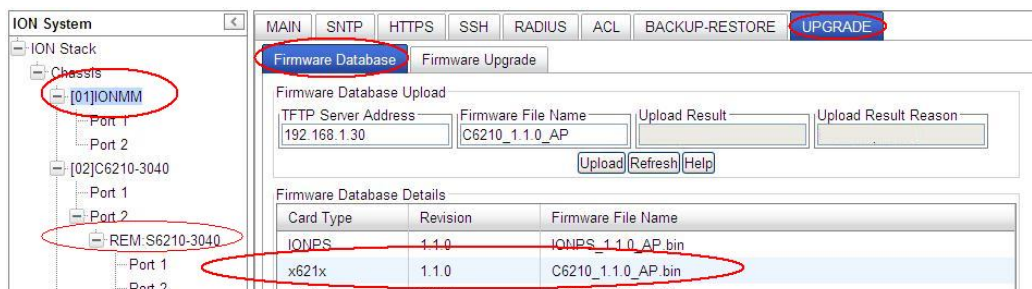 ION System <
MAIN SNTP HTTPS SSH RADIUS ACL BACKUP-RESTORE UPGRADE
ION Stack
Chassis
[01]IONMM
Port 1
Port 2
[02]C6210-3040
Port 1
Port 2
REM:S6210-3040
Port 1
Port 2
Firmware Database Firmware Upgrade
Firmware Database Upload
TFTP Server Address Firmware File Name Upload Result Upload Result Reason
192.168.1.30 C6210_1.1.0_AP
Upload Refresh Help
Firmware Database Details
Card Type Revision Firmware File Name
IONPS 1.1.0 IONPS_1.1.0_AP.bin
x621x 1.1.0 C6210_1.1.0_AP.bin